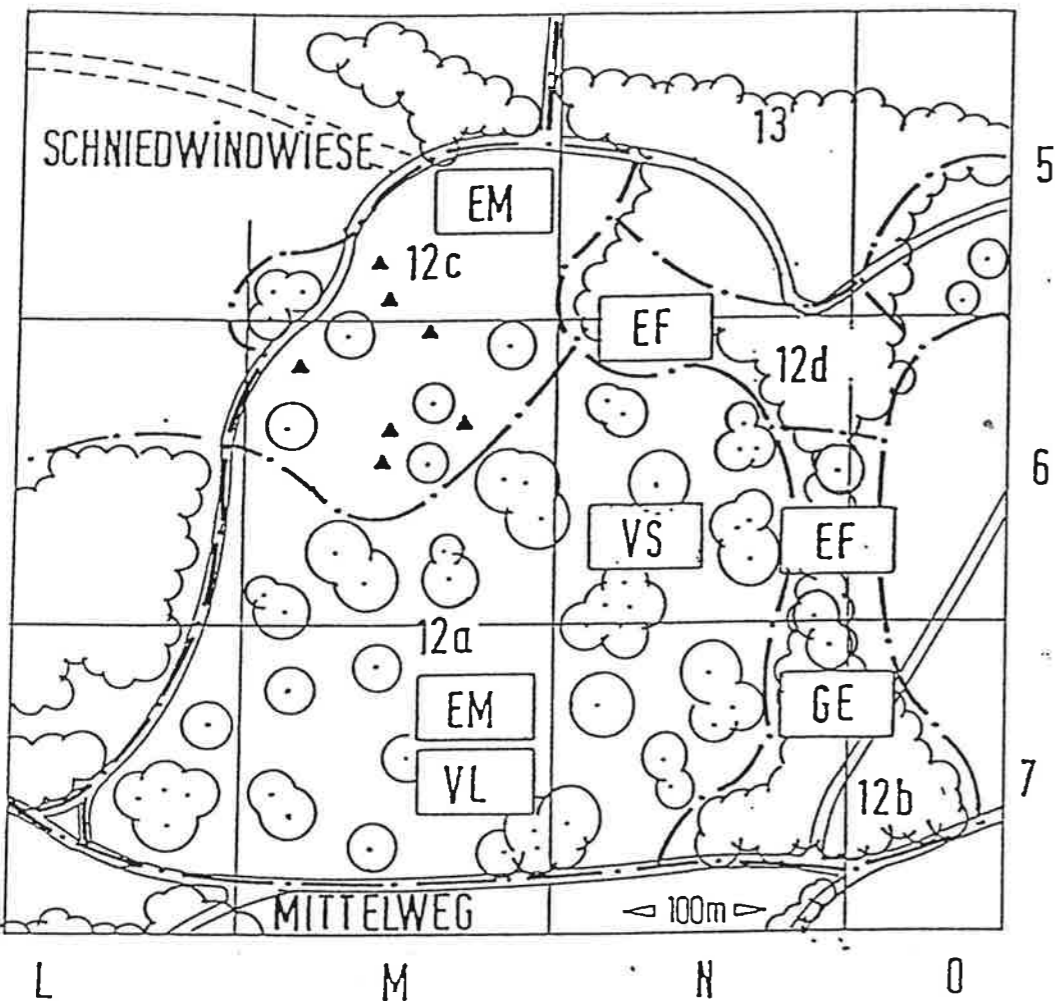 13
SCHNIEDWINDWIESE
5
EM
12c
EF
12d
6
VS
EF
12a
EM
GE
VL
7
12b
100m
MITTELWEG
L
M
N
O